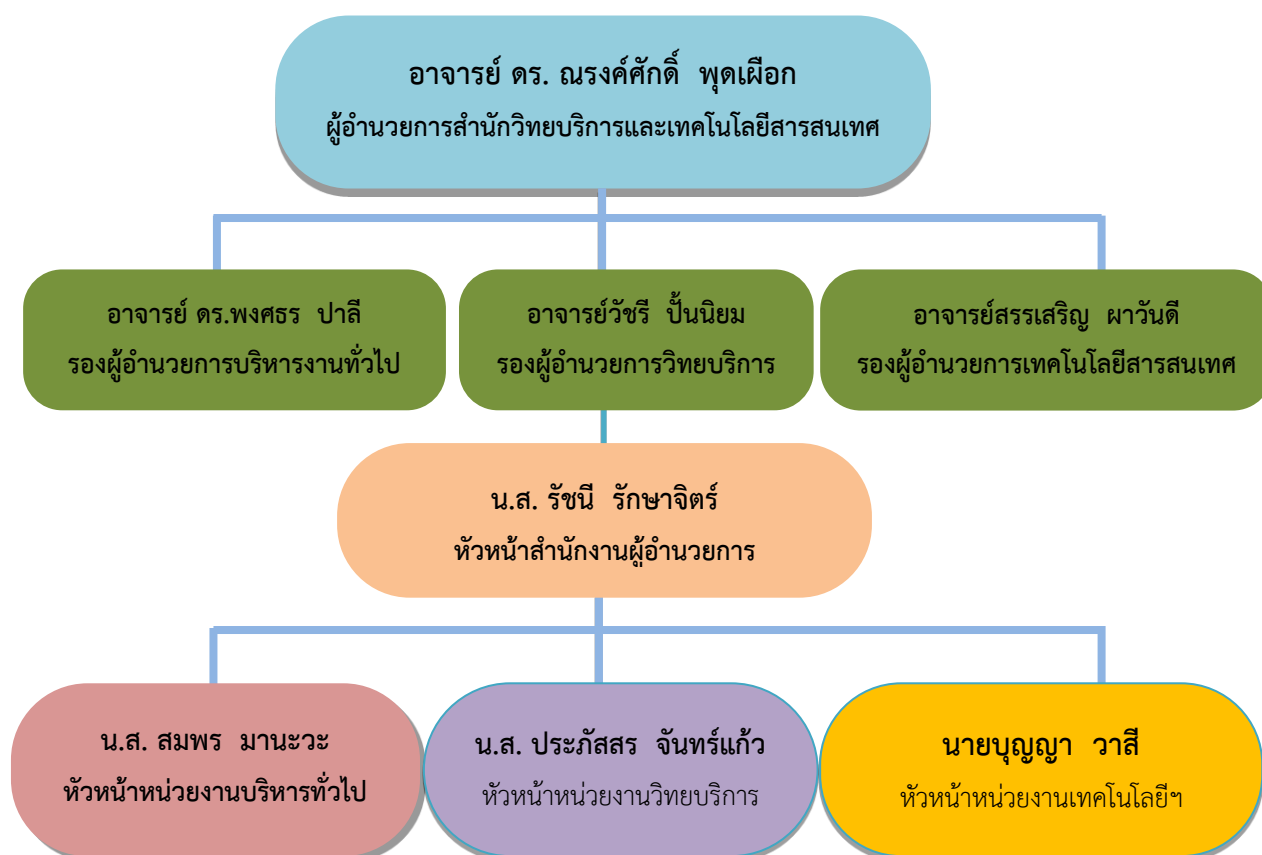 อาจารย์ ดร. ณรงค์ศักดิ์ พุดเผือก
ผู้อำนวยการสำนักวิทยบริการและเทคโนโลยีสารสนเทศ
อาจารย์ ดร.พงศธร ปาลี
รองผู้อำนวยการบริหารงานทั่วไป
อาจารย์วัชรี ปั้นนิยม
รองผู้อำนวยการวิทยบริการ
อาจารย์สรรเสริญ ผาวันดี
รองผู้อำนวยการเทคโนโลยีสารสนเทศ
น.ส. รัชนี รักษาจิตร์
หัวหน้าสำนักงานผู้อำนวยการ
น.ส. สมพร มานะวะ
หัวหน้าหน่วยงานบริหารทั่วไป
น.ส. ประภัสสร จันทร์แก้ว
หัวหน้าหน่วยงานวิทยบริการ
นายบุญญา วาสี
หัวหน้าหน่วยงานเทคโนโลยีฯ